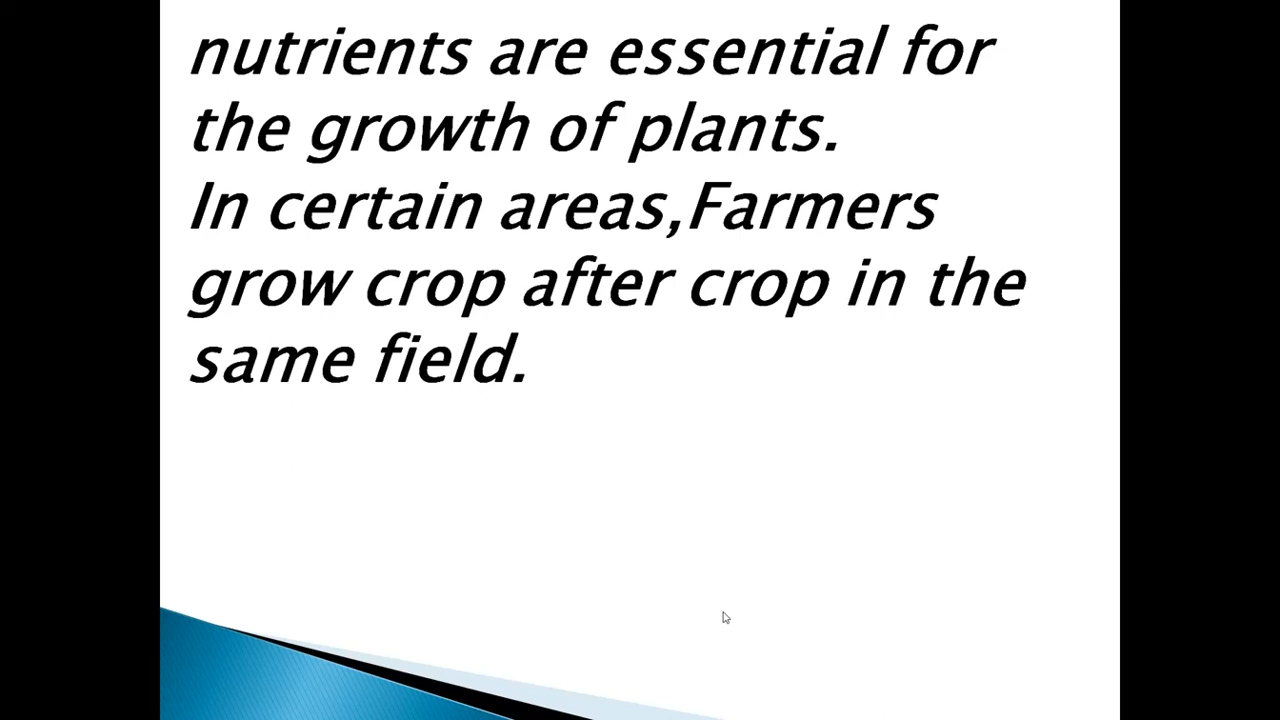 nutrients are essential for
the growth of plants.
In certain areas,Farmers
grow crop after crop in the
same field.